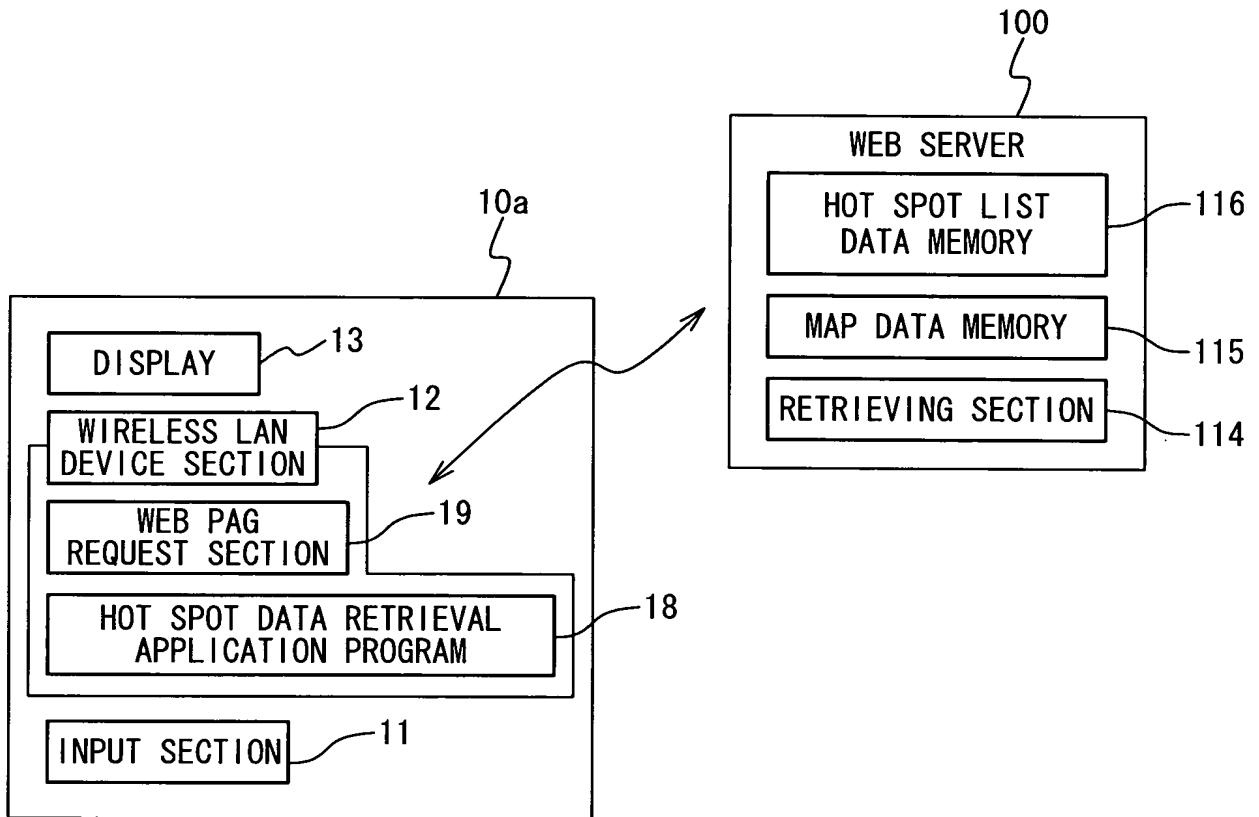 100
WEB SERVER
HOT SPOT LIST
DATA MEMORY
116
MAP DATA MEMORY
115
RETRIEVING SECTION
114
10a
DISPLAY
13
WIRELESS LAN
DEVICE SECTION
12
WEB PAG
REQUEST SECTION
19
HOT SPOT DATA RETRIEVAL
APPLICATION PROGRAM
18
INPUT SECTION
11